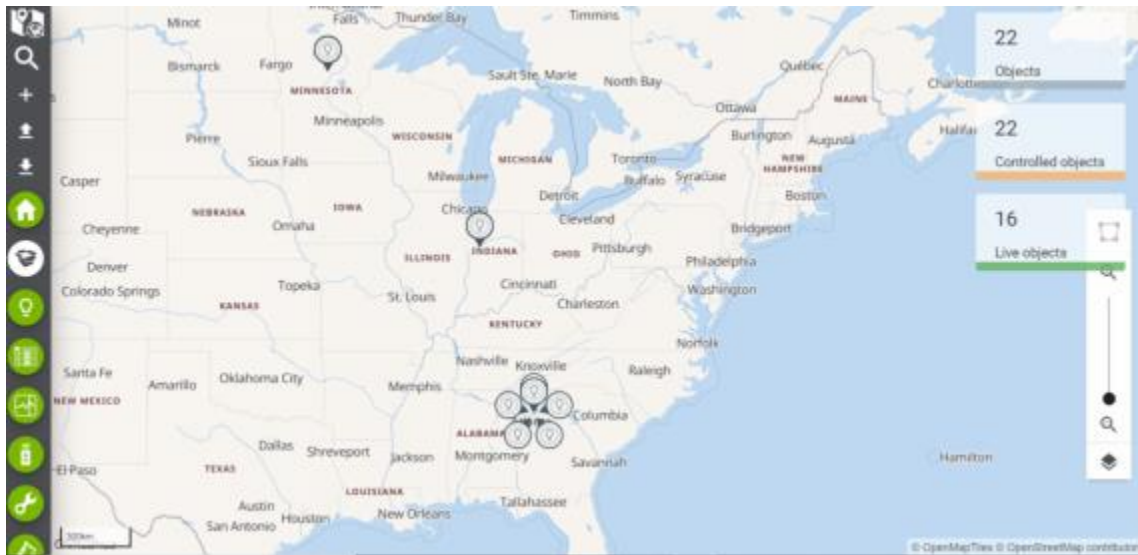 Minot
Falls
Thunder Bay
Timmins
22
Objects
Bismarck
Fargo
Sault Ste. Marie
North Bay
Québec
MINNESOTA
MAINE
Ottawa
Minneapolis
Pierre
WISCONSIN
Burlington
Augusta
22
Controlled objects
Sioux Falls
MICHIGAN
Toronto
NEW
HAMPSHIRE
Casper
Milwaukee
Buffalo
Syracuse
Detroit
Boston
NEBRASKA
IOWA
Chicago
Cleveland
16
Live objects
Cheyenne
Omaha
Bridgeport
INDIANA
OHIO
Pittsburgh
ILLINOIS
Denver
Philadelphia
Colorado Springs
Topeka
Cincinnati
Washington
St. Louis
Charleston
KANSAS
KENTUCKY
Norfolk
Nashville
Knoxville
Santa Fe
Raleigh
Amarillo
Oklahoma City
Memphis
NEW MEXICO
Columbia
ALABAMA
Dallas
Shreveport
Jackson
Montgomery
Savannah
Hamilton
El Paso
TEXAS
LOUISIANA
Austin
Tallahassee
San Antonio
Houston
New Orleans
© OpenMapTiles © OpenStreetMap contributor